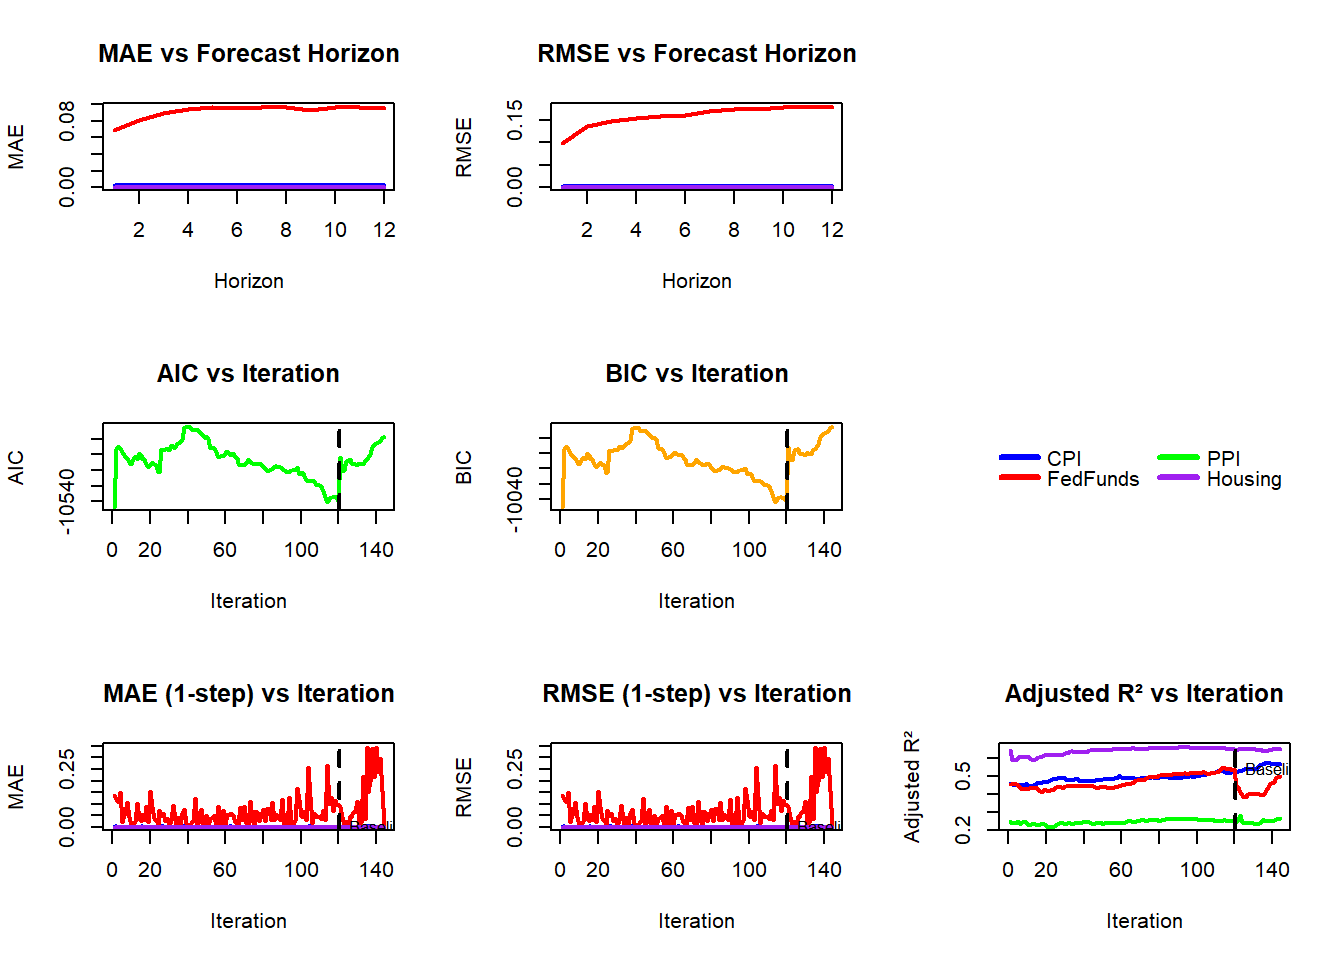 MAE vs Forecast Horizon
RMSE vs Forecast Horizon
MAE
0.00 0.08
2 4 6 8 10 12
Horizon
RMSE
0.00 0.15
2 4 6 8 10 12
Horizon
AIC vs Iteration
BIC vs Iteration
AIC
-10540
0 20 60 100 140
Iteration
BIC
-10040
0 20 60 100 140
Iteration
CPI
FedFunds
PPI
Housing
MAE (1-step) vs Iteration
RMSE (1-step) vs Iteration
Adjusted R² vs Iteration
MAE
0.00 0.25
Baseli
0 20 60 100 140
Iteration
RMSE
0.00 0.25
Baseli
0 20 60 100 140
Iteration
Adjusted R²
0.2 0.5
Baseli
0 20 60 100 140
Iteration